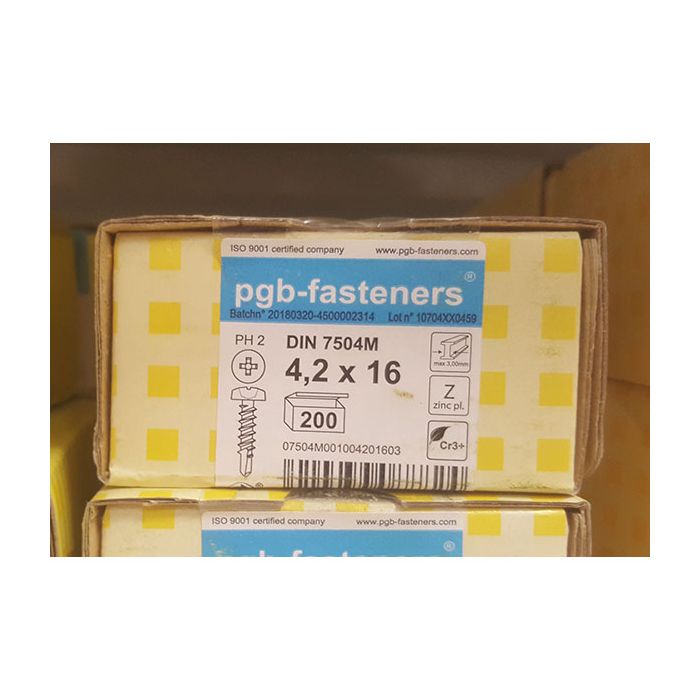 ISO 9001 certified company www.pgb-fasteners.com
pgb-fasteners®
Batchn° 20180320-4500002314 Lot n° 10704XX0459
PH 2 DIN 7504M
4,2 x 16
max 3,00mm
200
Z
zinc pl.
Cr3+
07504M001004201603
ISO 9001 certified company www.pgb-fasteners.com
pgb-fasteners®